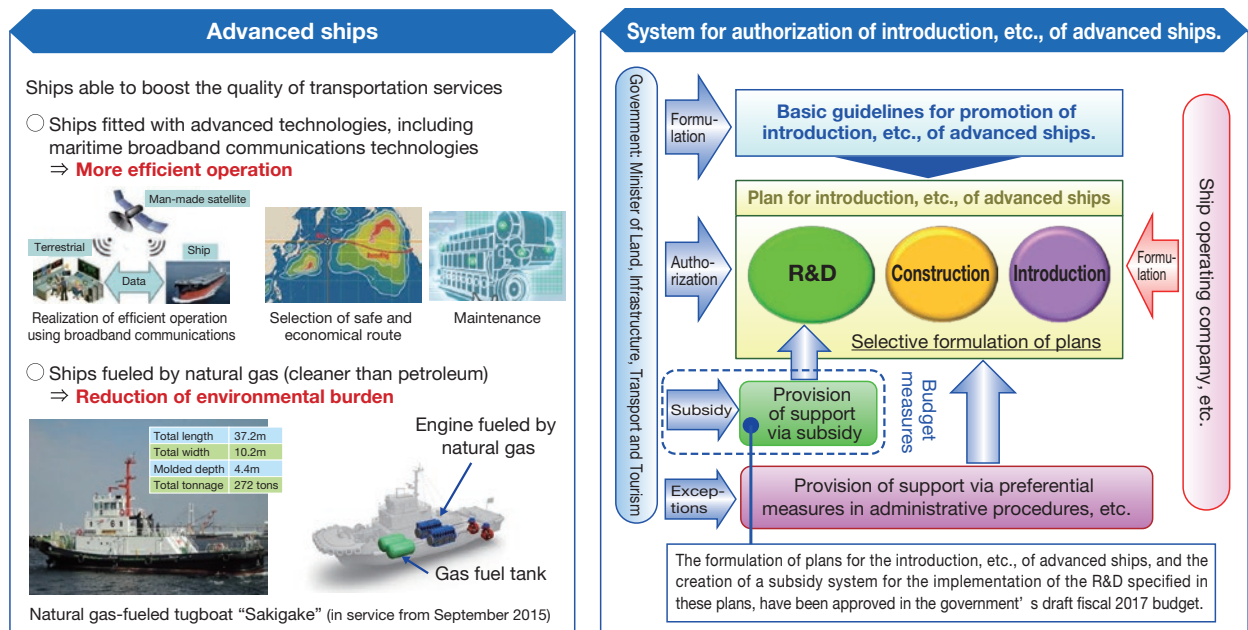 Advanced ships
Ships able to boost the quality of transportation services
○ Ships fitted with advanced technologies, including
maritime broadband communications technologies
⇒ More efficient operation
Man-made satellite
Terrestrial
Ship
Data
Realization of efficient operation
using broadband communications
Selection of safe and
economical route
Maintenance
○ Ships fueled by natural gas (cleaner than petroleum)
⇒ Reduction of environmental burden
Total length 37.2m
Total width 10.2m
Molded depth 4.4m
Total tonnage 272 tons
Engine fueled by
natural gas
Gas fuel tank
Natural gas-fueled tugboat “Sakigake” (in service from September 2015)
System for authorization of introduction, etc., of advanced ships.
Government: Minister of Land, Infrastructure, Transport and Tourism
Formu-
lation
Basic guidelines for promotion of
introduction, etc., of advanced ships.
Plan for introduction, etc., of advanced ships
Autho-
rization
R&D
Construction
Introduction
Formu-
lation
Ship operating company, etc.
Selective formulation of plans
Subsidy
Provision
of support
via subsidy
Budget
measures
Excep-
tions
Provision of support via preferential
measures in administrative procedures, etc.
The formulation of plans for the introduction, etc., of advanced ships, and the
creation of a subsidy system for the implementation of the R&D specified in
these plans, have been approved in the government’ s draft fiscal 2017 budget.